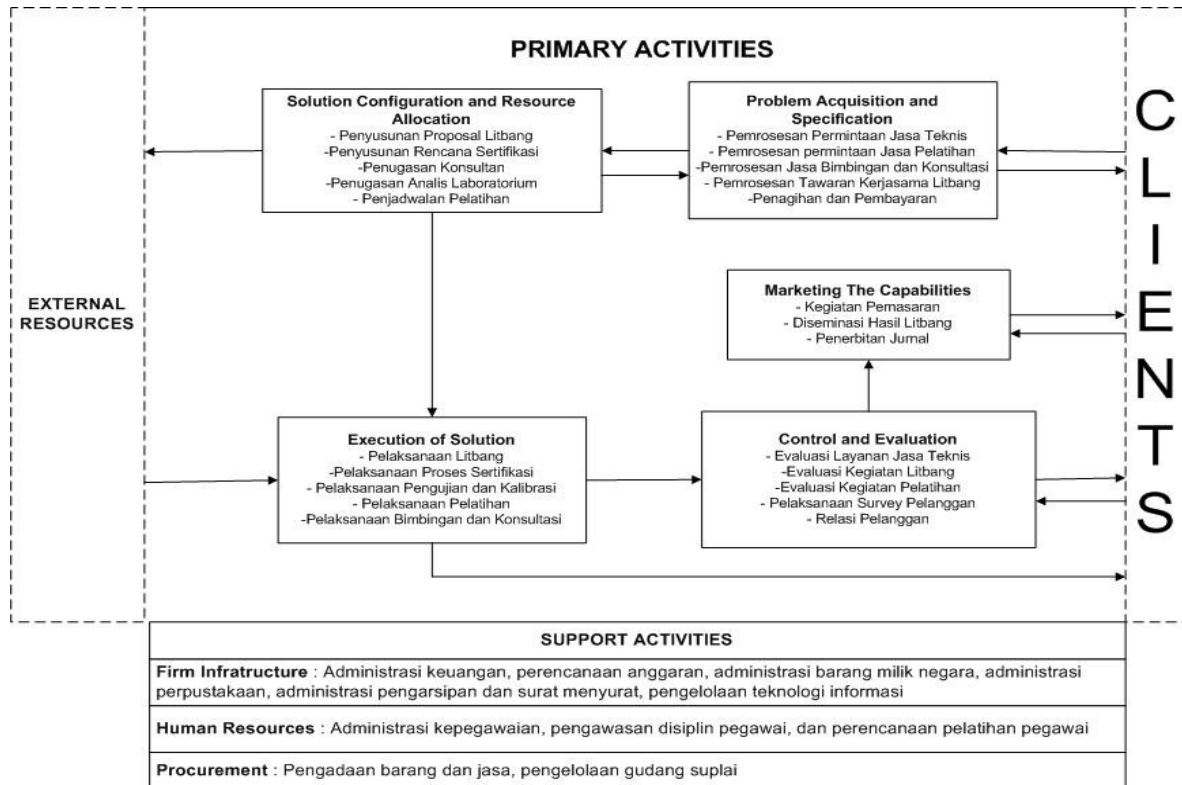 PRIMARY ACTIVITIES
Solution Configuration and Resource
Allocation
- Penyusunan Proposal Litbang
-Penyusunan Rencana Sertifikasi
-Penugasan Konsultan
-Penugasan Analis Laboratorium
- Penjadwalan Pelatihan
Problem Acquisition and
Specification
- Pemrosesan Permintaan Jasa Teknis
- Pemrosesan permintaan Jasa Pelatihan
-Pemrosesan Jasa Bimbingan dan Konsultasi
- Pemrosesan Tawaran Kerjasama Litbang
-Penagihan dan Pembayaran
CLIENTS
EXTERNAL
RESOURCES
Marketing The Capabilities
- Kegiatan Pemasaran
- Diseminasi Hasil Litbang
- Penerbitan Jurnal
Execution of Solution
- Pelaksanaan Litbang
-Pelaksanaan Proses Sertifikasi
- Pelaksanaan Pengujian dan Kalibrasi
- Pelaksanaan Pelatihan
-Pelaksanaan Bimbingan dan Konsultasi
Control and Evaluation
- Evaluasi Layanan Jasa Teknis
-Evaluasi Kegiatan Litbang
-Evaluasi Kegiatan Pelatihan
- Pelaksanaan Survey Pelanggan
- Relasi Pelanggan
SUPPORT ACTIVITIES
Firm Infratructure : Administrasi keuangan, perencanaan anggaran, administrasi barang milik negara, administrasi
perpustakaan, administrasi pengarsipan dan surat menyurat, pengelolaan teknologi informasi
Human Resources : Administrasi kepegawaian, pengawasan disiplin pegawai, dan perencanaan pelatihan pegawai
Procurement : Pengadaan barang dan jasa, pengelolaan gudang suplai